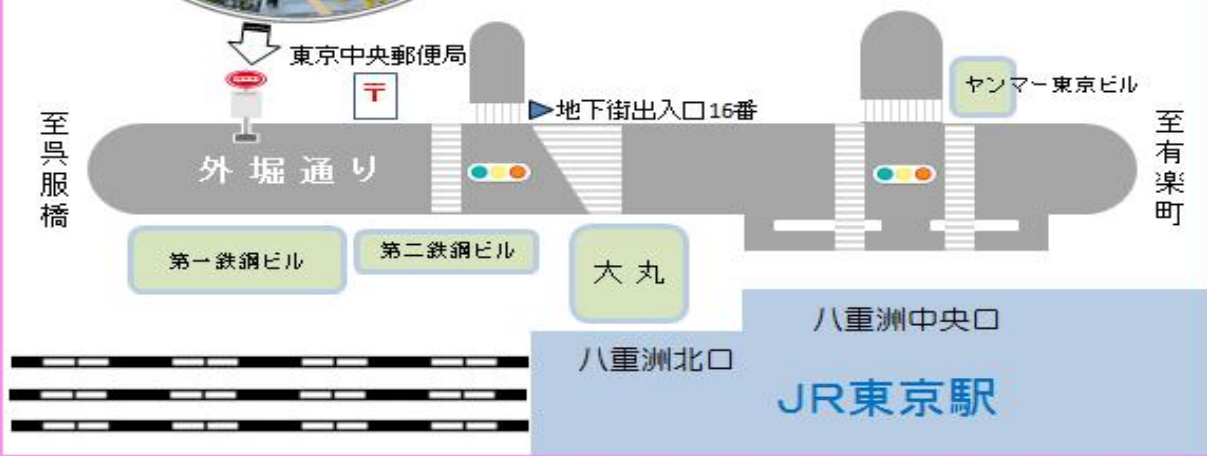 東京中央郵便局
〒
ヤンマー東京ビル
地下街出入口16番
至呉服橋
外堀通り
至有楽町
第一鉄鋼ビル
第二鉄鋼ビル
大丸
八重洲中央口
八重洲北口
JR東京駅